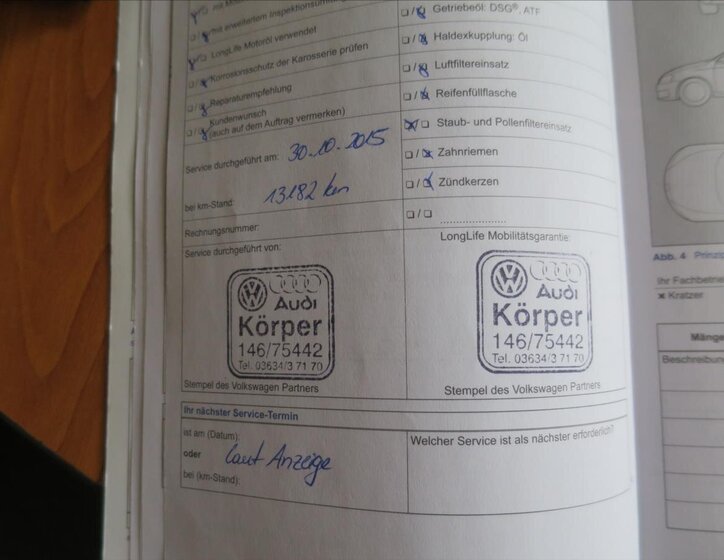 mit erweitertem
LongLife Motoröl verwendet
Korrosionsschutz der Karosserie prüfen
Reparaturempfehlung
Kundenwunsch
(auch auf dem Auftrag vermerken)
Service durchgeführt am: 30.10.2015
bei km-Stand: 13182 km
Rechnungsnummer:
Service durchgeführt von:
Audi
Körper
146/75442
Tel. 03634/3 71 70
Stempel des Volkswagen Partners
Getriebeöl: DSG®, ATF
Haldexkupplung: Öl
Luftfiltereinsatz
Reifenfüllflasche
Staub- und Pollenfiltereinsatz
Zahnriemen
Zündkerzen
LongLife Mobilitätsgarantie:
Audi
Körper
146/75442
Tel. 03634/3 71 70
Stempel des Volkswagen Partners
Ihr nächster Service-Termin
ist am (Datum):
oder laut Anzeige
bei (km-Stand):
Welcher Service ist als nächster erforderlich?
Abb. 4
Ihr Fachbetrie
Kratzer
Mänge
Beschreibun